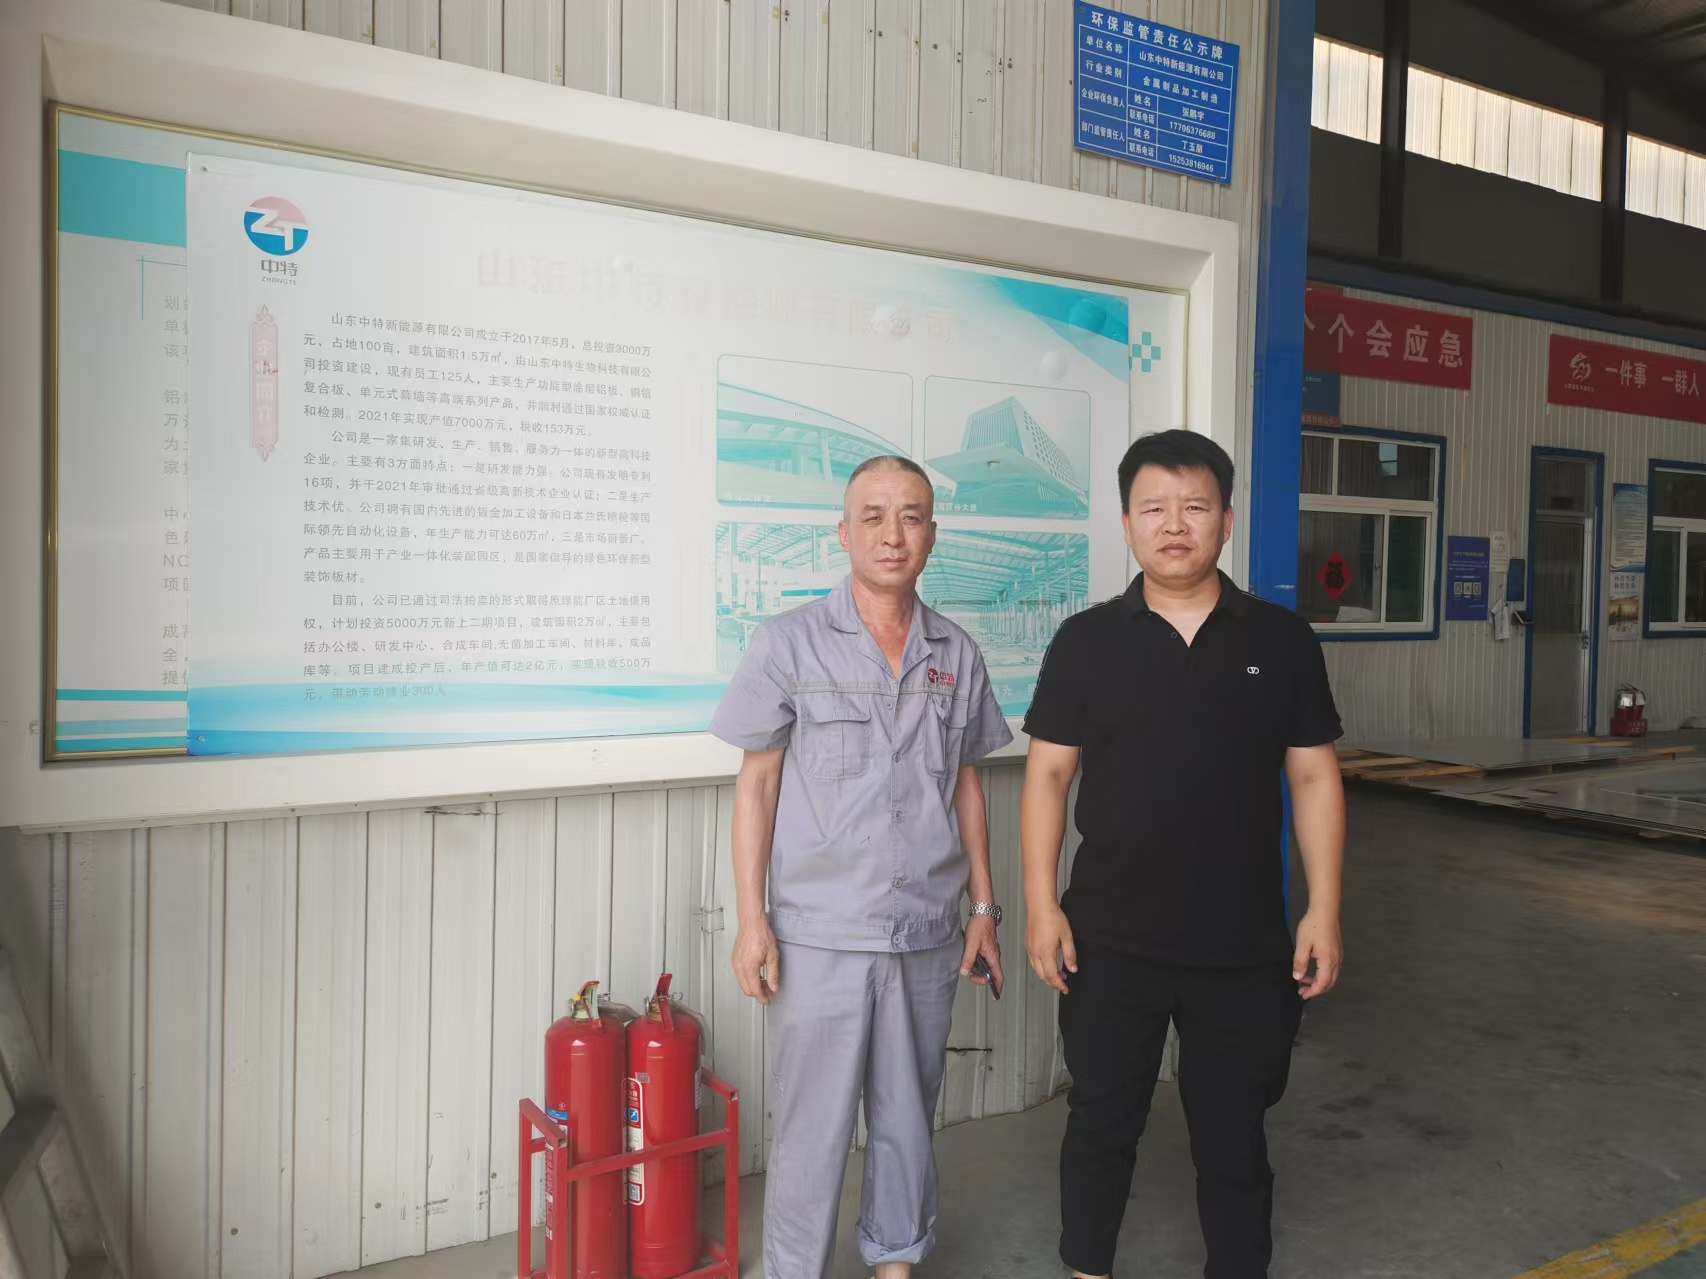 环保监管责任公示牌
单位名称 山东中特新能源有限公司
行业类别 金属制品加工制造
企业环保负责人 姓名 张鹏宇
联系电话 17706376688
部门监管责任人 姓名 丁玉朋
联系电话 15253816946
ZT
中特
ZHONGTE
山东中特新能源有限公司成立于2017年5月,总投资3000万
元,占地100亩,建筑面积1.5万㎡,由山东中特生物科技有限公
司投资建设,现有员工125人,主要生产功能型涂层铝板、铜铝
复合板、单元式幕墙等高端系列产品,并顺利通过国家权威认证
和检测。2021年实现产值7000万元,税收153万元。
公司是一家集研发、生产、销售、服务为一体的新型高科技
企业。主要有3方面特点:一是研发能力强。公司现有发明专利
16项,并于2021年审批通过省级高新技术企业认证;二是生产
技术优。公司拥有国内先进的钣金加工设备和日本兰氏喷枪等国
际领先自动化设备,年生产能力可达60万㎡,三是市场前景广。
产品主要用于产业一体化装配园区,是国家倡导的绿色环保新型
装饰板材。
目前,公司已通过司法拍卖的形式取得原绿能厂区土地使用
权,计划投资5000万元新上二期项目,建筑面积2万㎡,主要包
括办公楼、研发中心、合成车间,无菌加工车间、材料库、成品
库等。项目建成投产后,年产值可达2亿元,实现税收500万
元,带动劳动就业300人
中特
个会应急
一件事 一群人